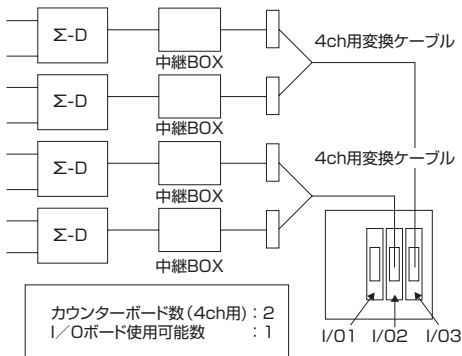 Σ-D
中継BOX
4ch用変換ケーブル
Σ-D
中継BOX
Σ-D
中継BOX
4ch用変換ケーブル
Σ-D
中継BOX
カウンターボード数(4ch用):2
I/Oボード使用可能数 :1
I/O1 I/O2 I/O3